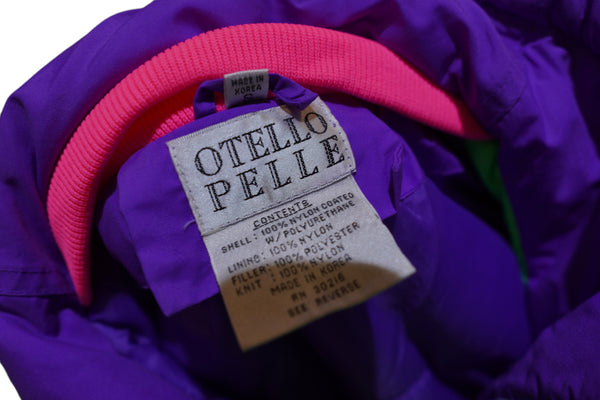 MADE IN
KOREA
S
OTELLO
PELLE
CONTENTS
SHELL: 100% NYLON COATED
W/ POLYURETHANE
LINING: 100% NYLON
FILLER: 100% POLYESTER
KNIT : 100% NYLON
MADE IN KOREA
RN 30216
SEE REVERSE